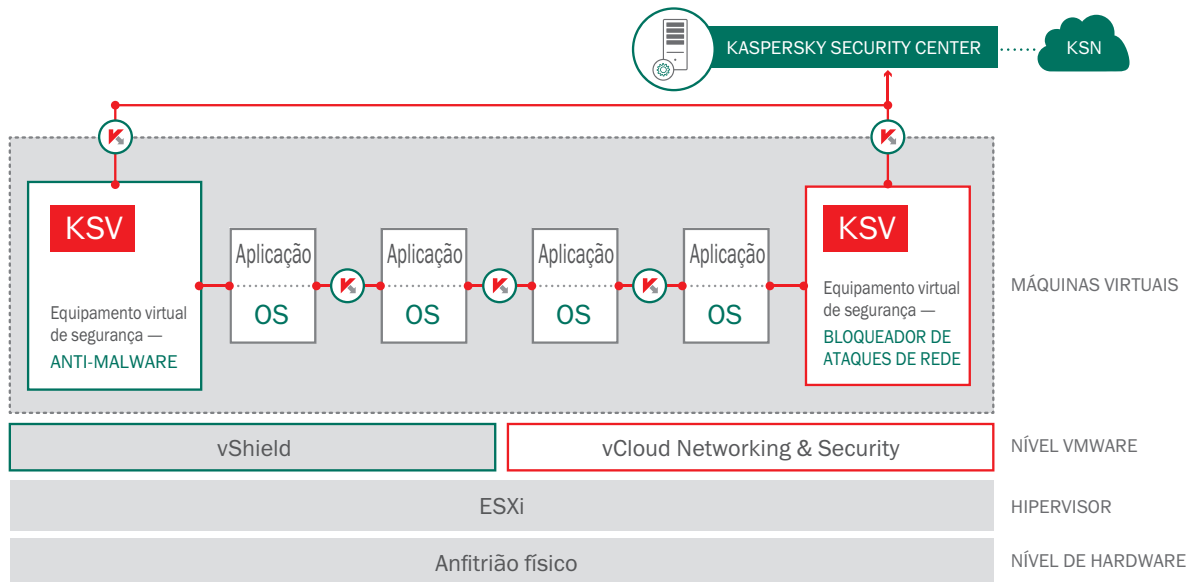 KASPERSKY SECURITY CENTER
KSN
KSV
Equipamento virtual
de segurança —
ANTI-MALWARE
Aplicação
OS
Aplicação
OS
Aplicação
OS
Aplicação
OS
KSV
Equipamento virtual
de segurança —
BLOQUEADOR DE
ATAQUES DE REDE
MÁQUINAS VIRTUAIS
vShield
vCloud Networking & Security
NÍVEL VMWARE
ESXi
HIPERVISOR
Anfitrião físico
NÍVEL DE HARDWARE